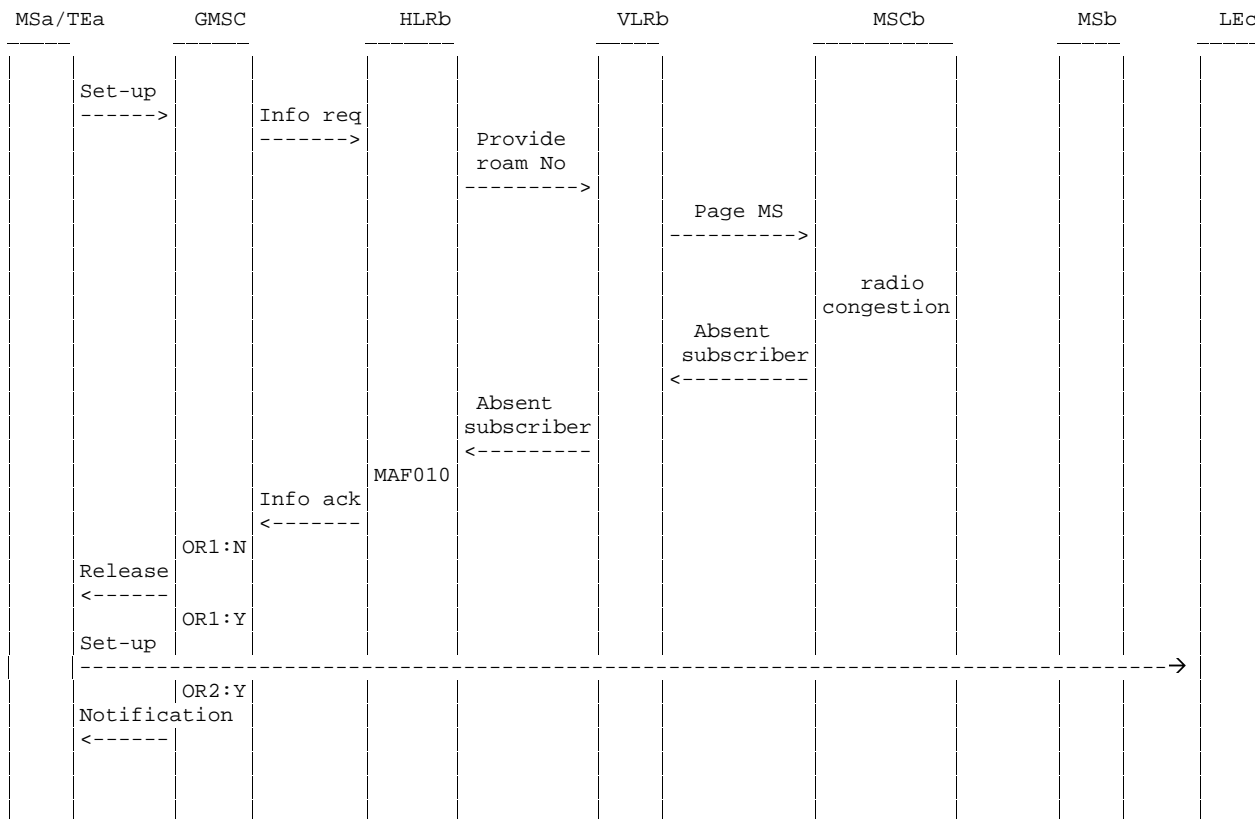 MSa/TEa GMSC HLRb VLRb MSCb MSb LEc
Set-up
------> Info req
-------> Provide
roam No
--------->
Page MS
---------->
radio
congestion
Absent
subscriber
<----------
Absent
subscriber
<---------
MAF010
Info ack
<-------
OR1:N
Release
<------
OR1:Y
Set-up
OR2:Y
Notification
<------